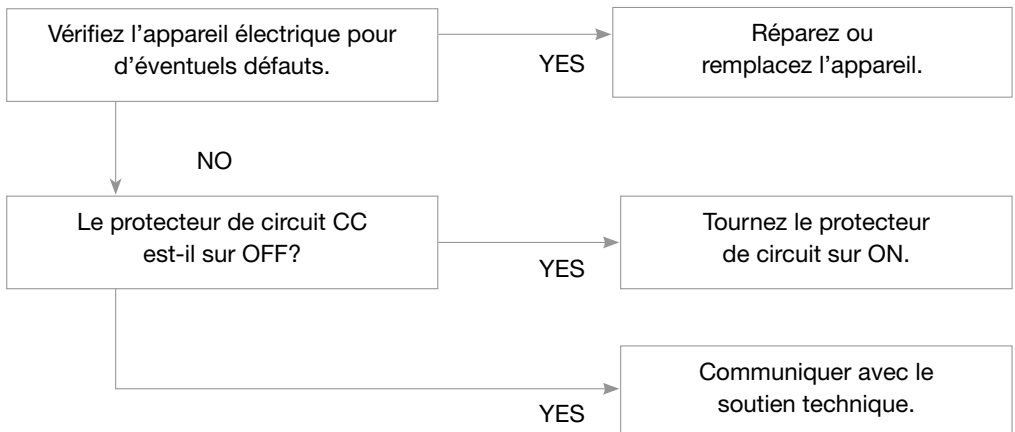 Vérifiez l’appareil électrique pour
d’éventuels défauts.
YES
Réparez ou
remplacez l’appareil.
NO
Le protecteur de circuit CC
est-il sur OFF?
YES
Tournez le protecteur
de circuit sur ON.
YES
Communiquer avec le
soutien technique.